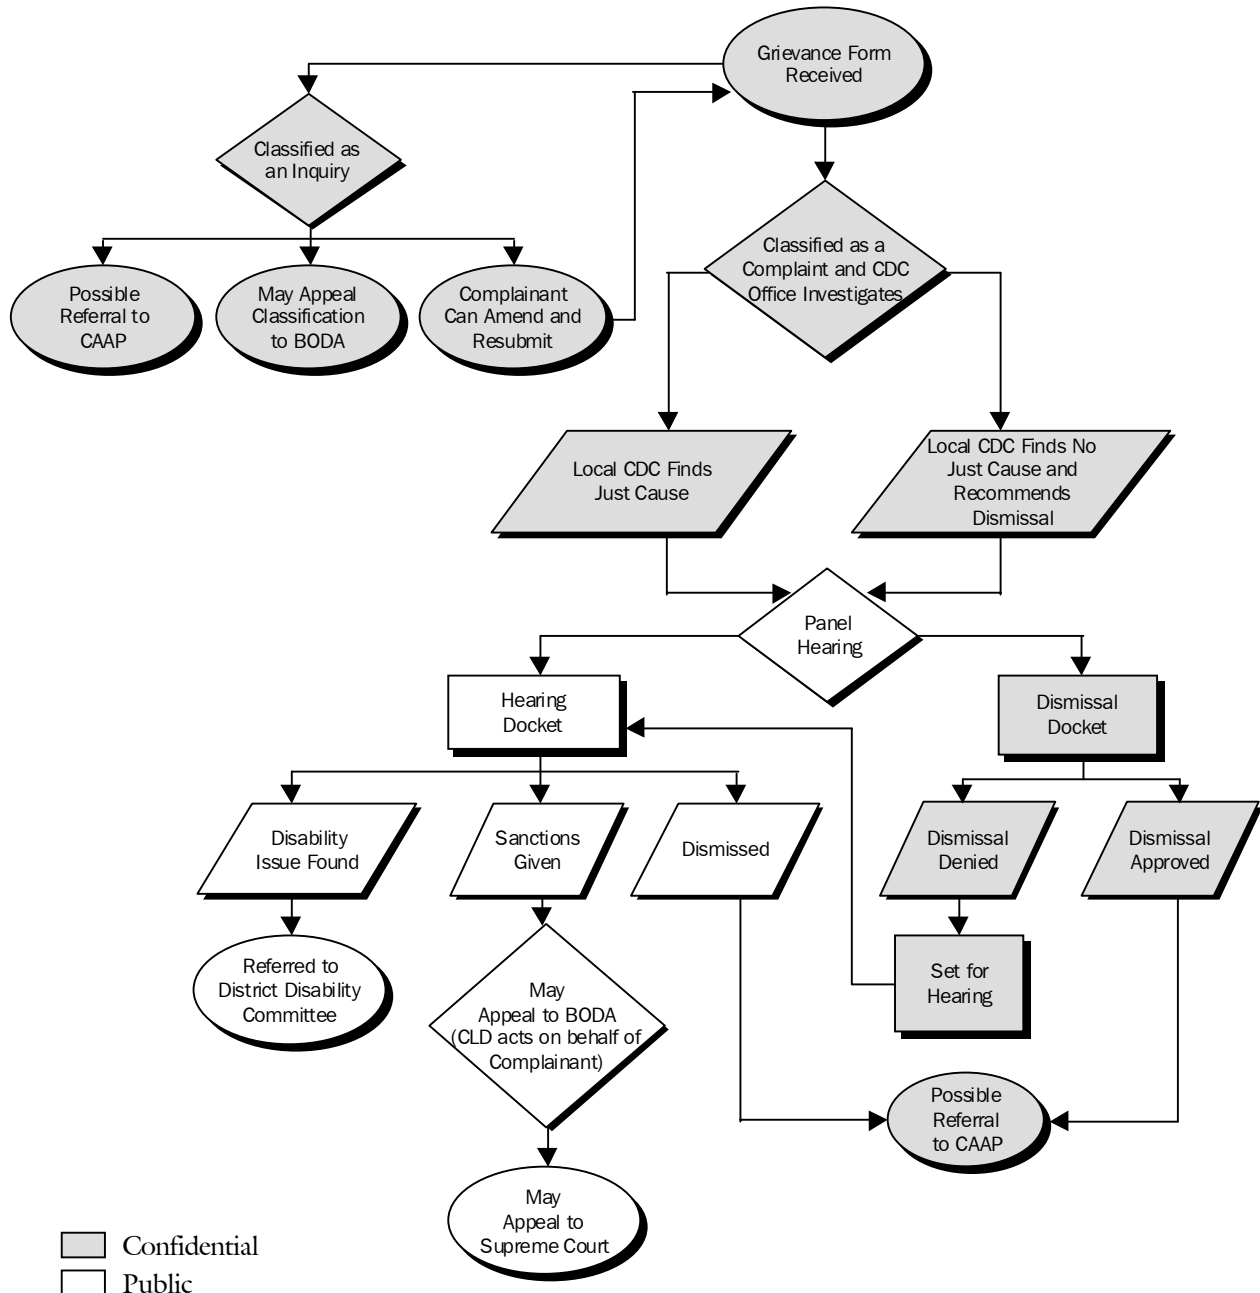 Grievance Form
Received
Classified as
an Inquiry
Possible
Referral to
CAAP
May Appeal
Classification
to BODA
Complainant
Can Amend and
Resubmit
Classified as a
Complaint and CDC
Office Investigates
Local CDC Finds
Just Cause
Local CDC Finds No
Just Cause and
Recommends
Dismissal
Panel
Hearing
Hearing
Docket
Dismissal
Docket
Disability
Issue Found
Sanctions
Given
Dismissed
Dismissal
Denied
Dismissal
Approved
Referred to
District Disability
Committee
May
Appeal to BODA
(CLD acts on behalf of
Complainant)
Set for
Hearing
Possible
Referral
to CAAP
May
Appeal to
Supreme Court
Confidential
Public